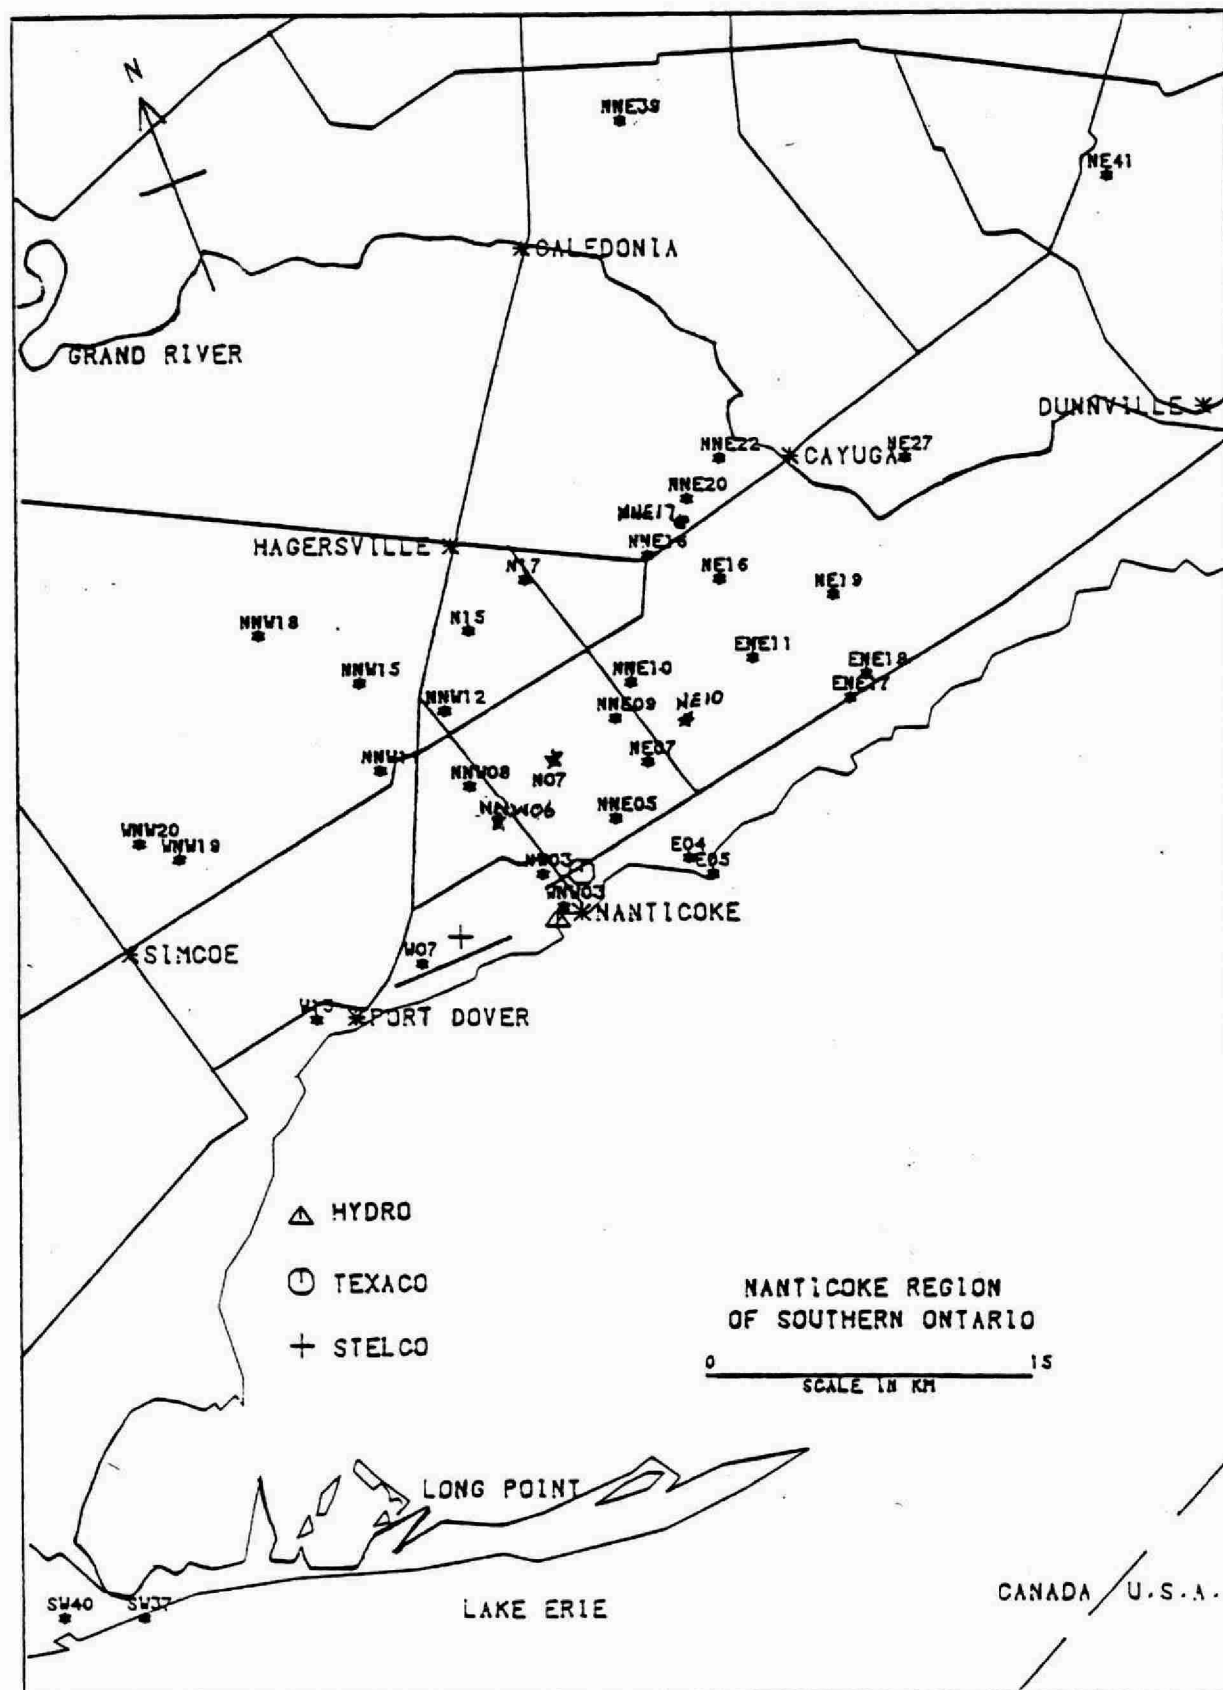 N
NNE39
NE41
CALEDONIA
GRAND RIVER
DUNNVILLE
NNE22
CAYUGA
NE27
NNE20
NNE17
HAGERSVILLE
NNE16
N17
NE16
NE19
NNW18
N15
ENE11
NNW15
NNE10
ENE18
ENE17
NNW12
NNE09
NE10
NE07
NNW08
N07
NNW06
NNE05
WNW20
WNW19
E04
E05
NW03
WNW03
NANTICOKE
SIMCOE
W07
PORT DOVER
HYDRO
TEXACO
STELCO
NANTICOKE REGION
OF SOUTHERN ONTARIO
0 15
SCALE IN KM
LONG POINT
SW40
SW37
LAKE ERIE
CANADA U.S.A.